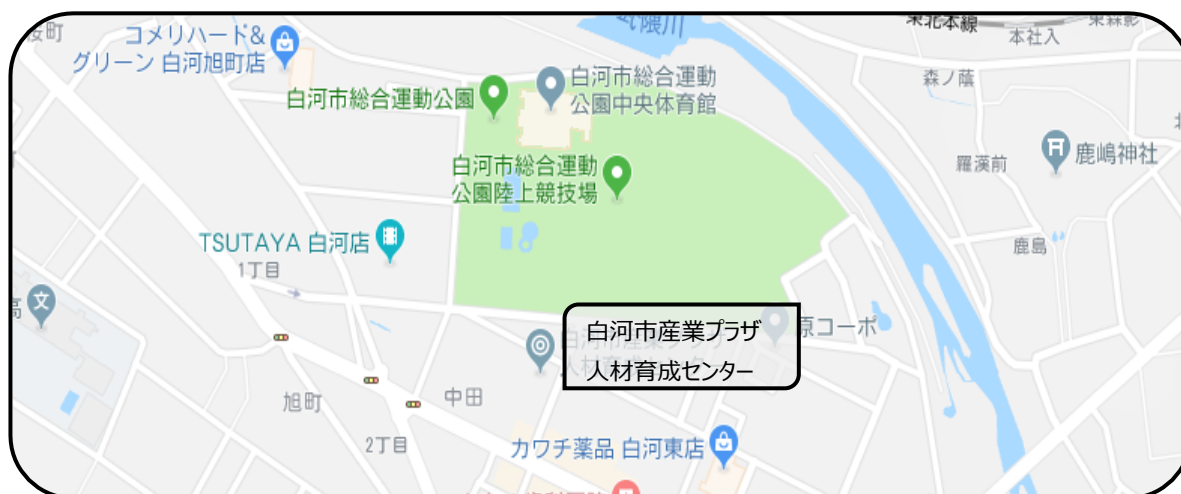 コメリハード&
グリーン 白河旭町店
東北本線
本社入
白河市総合運動公園
白河市総合運動
公園中央体育館
森ノ蔭
羅漢前
鹿嶋神社
白河市総合運動
公園陸上競技場
TSUTAYA 白河店
1丁目
鹿島
高
白河市産業プラザ
人材育成センター
原コーポ
旭町
中田
2丁目
カワチ薬品 白河東店